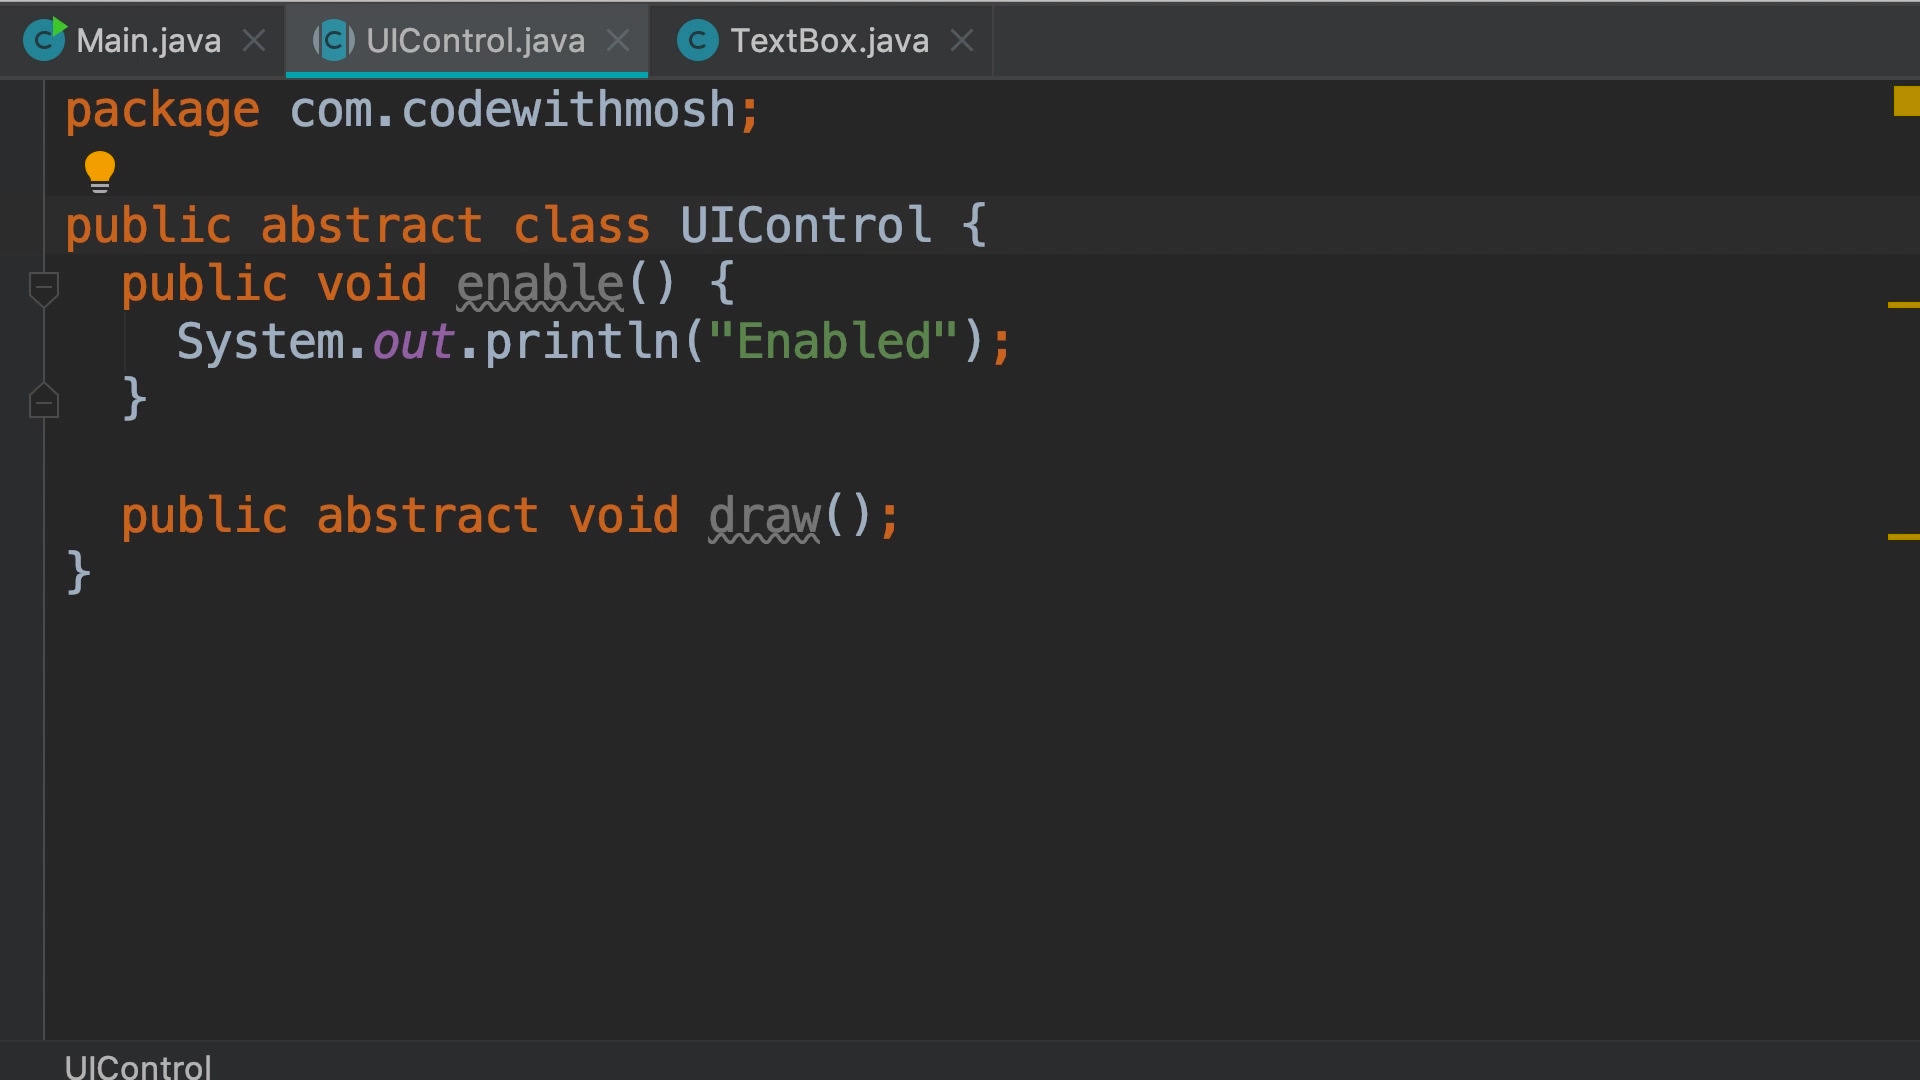 Main.java UIControl.java TextBox.java
package com.codewithmosh;
public abstract class UIControl {
public void enable() {
System.out.println("Enabled");
}
public abstract void draw();
}
UIControl